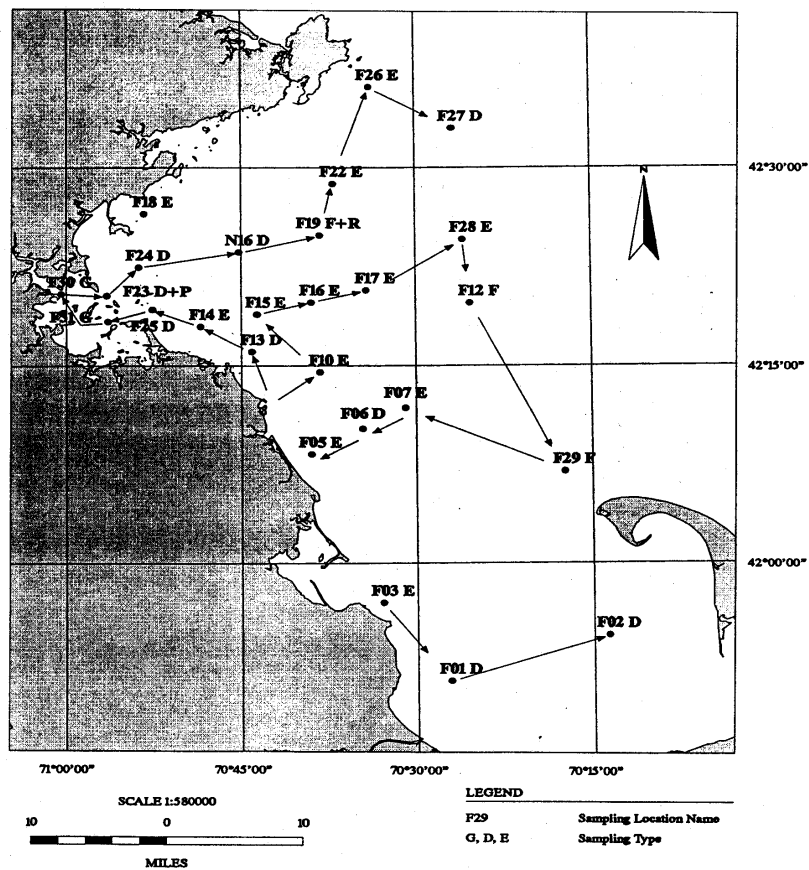 F26 E
F27 D
42°30'00"
F22 E
F18 E
F19 F+R
F28 E
N16 D
F24 D
F17 E
F30 G
F23 D+P
F16 E
F12 F
F15 E
F14 E
F31 G
F25 D
F13 D
42°15'00"
F10 E
F07 E
F06 D
F05 E
F29 F
42°00'00"
F03 E
F02 D
F01 D
71°00'00"
70°45'00"
70°30'00"
70°15'00"
N
SCALE 1:580000
10 0 10
MILES
LEGEND
F29 Sampling Location Name
G, D, E Sampling Type